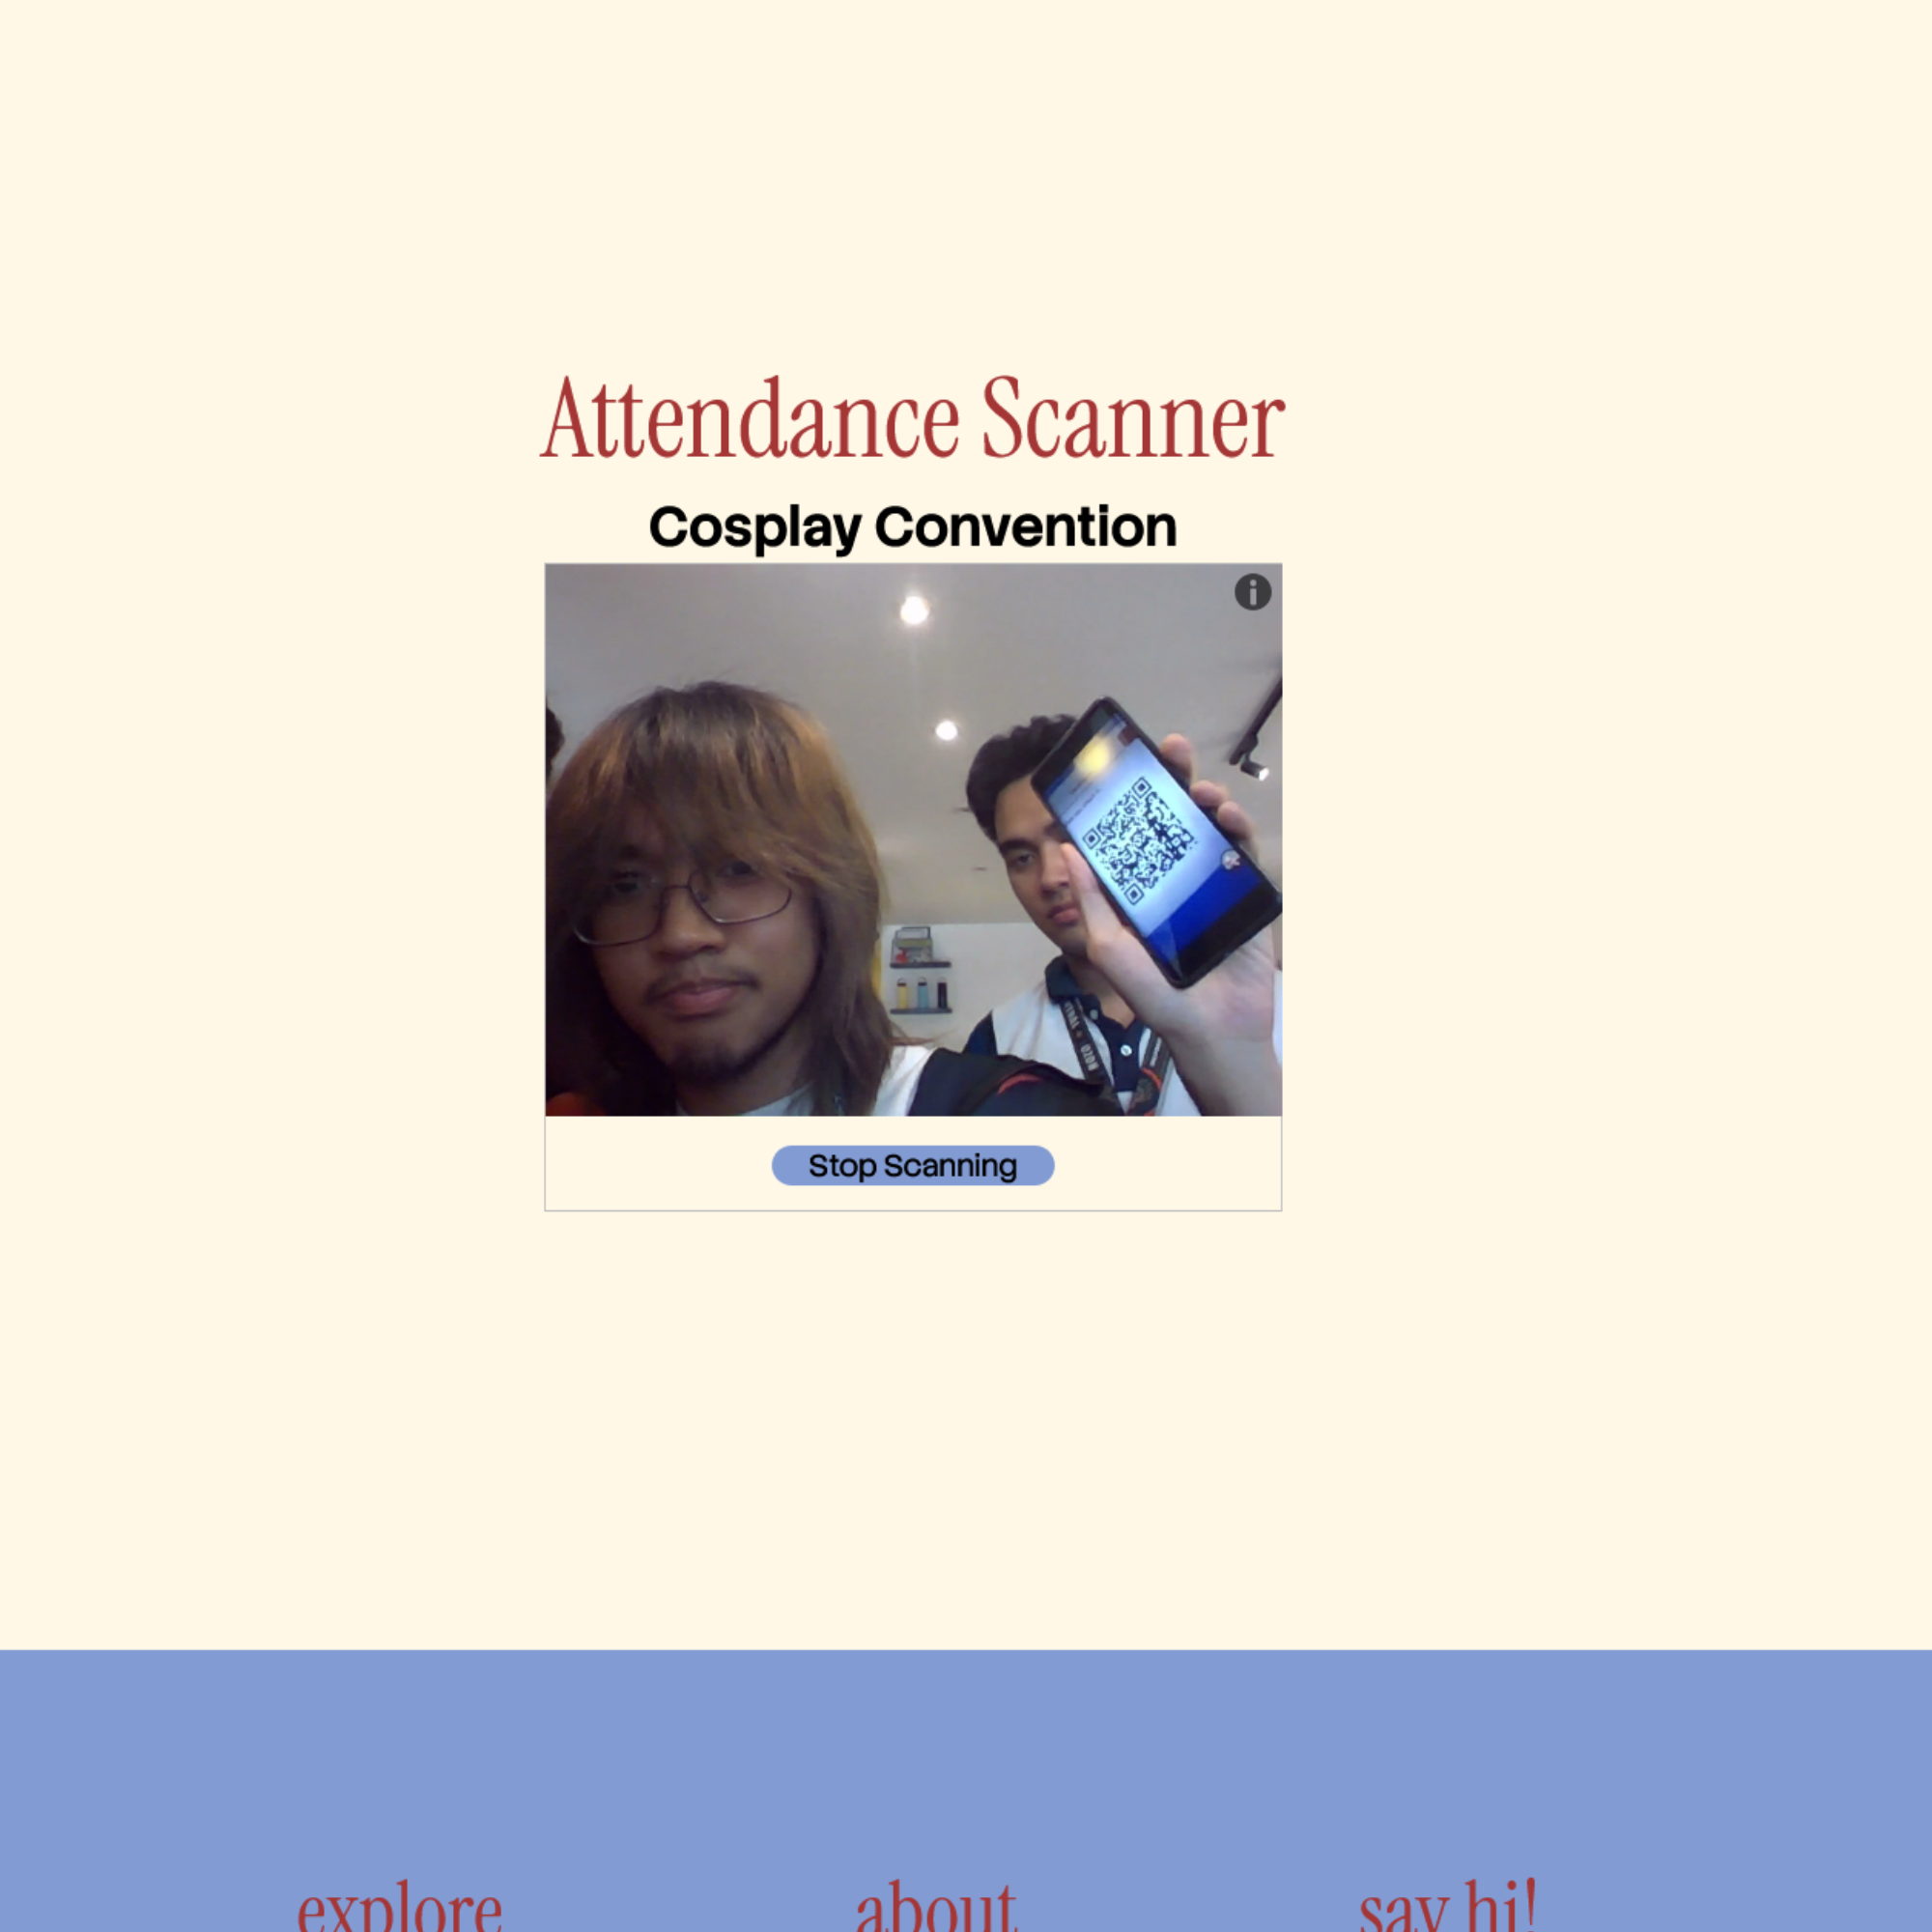 Attendance Scanner
Cosplay Convention
Stop Scanning
explore
about
say hi!